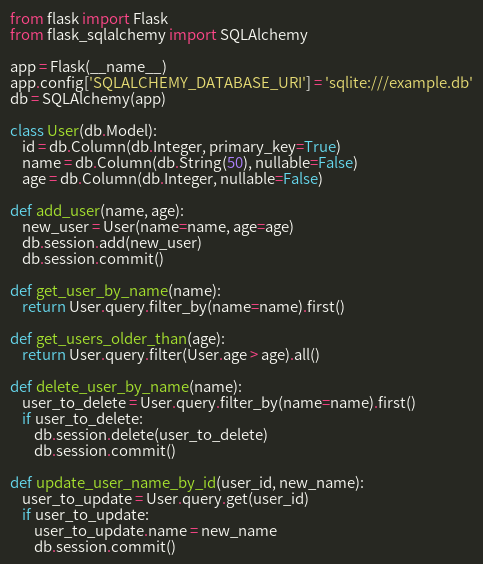 from flask import Flask
from flask_sqlalchemy import SQLAlchemy

app = Flask(__name__)
app.config['SQLALCHEMY_DATABASE_URI'] = 'sqlite:///example.db'
db = SQLAlchemy(app)

class User(db.Model):
    id = db.Column(db.Integer, primary_key=True)
    name = db.Column(db.String(50), nullable=False)
    age = db.Column(db.Integer, nullable=False)

def add_user(name, age):
    new_user = User(name=name, age=age)
    db.session.add(new_user)
    db.session.commit()

def get_user_by_name(name):
    return User.query.filter_by(name=name).first()

def get_users_older_than(age):
    return User.query.filter(User.age > age).all()

def delete_user_by_name(name):
    user_to_delete = User.query.filter_by(name=name).first()
    if user_to_delete:
        db.session.delete(user_to_delete)
        db.session.commit()

def update_user_name_by_id(user_id, new_name):
    user_to_update = User.query.get(user_id)
    if user_to_update:
        user_to_update.name = new_name
        db.session.commit()